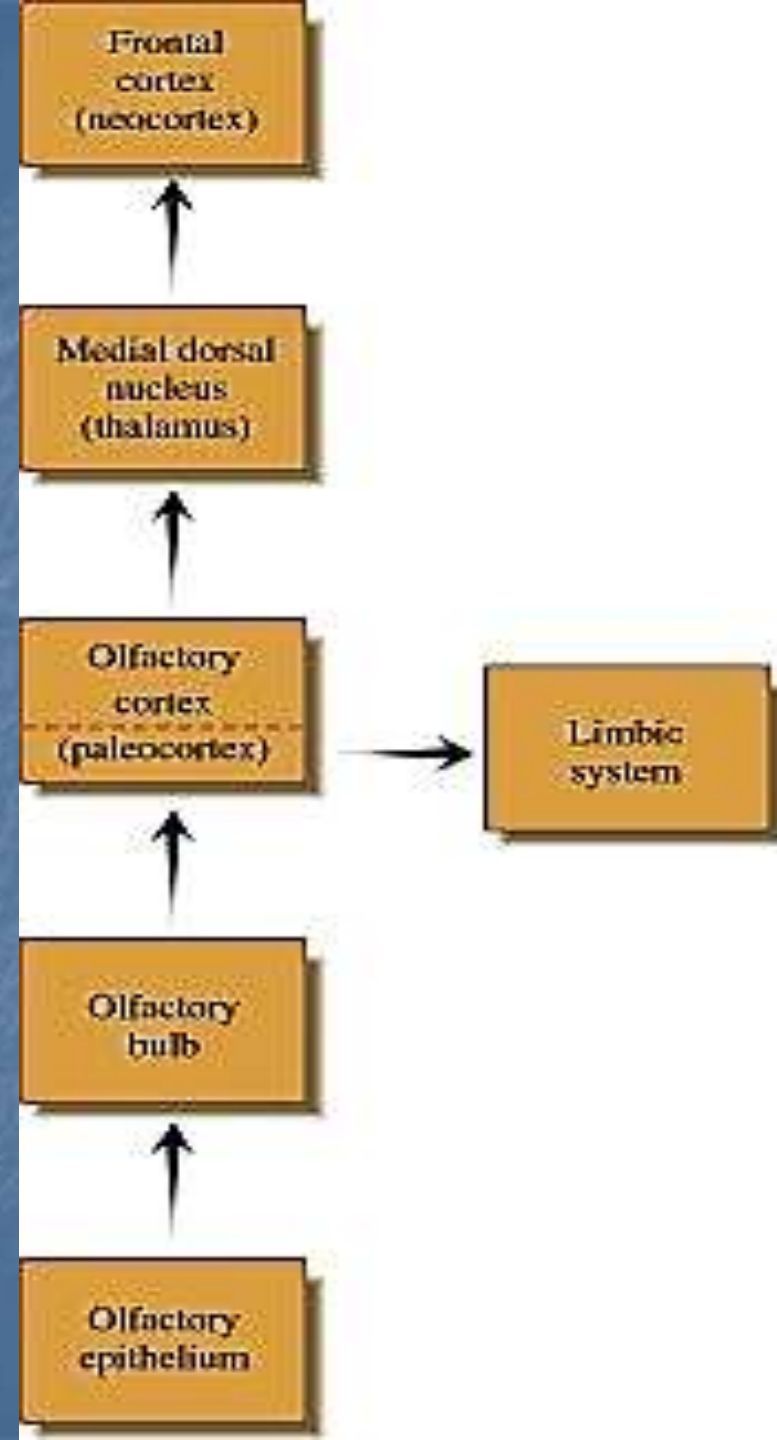 Frontal
cortex
(neocortex)
Medial dorsal
nucleus
(thalamus)
Olfactory
cortex
(paleocortex)
Limbic
system
Olfactory
bulb
Olfactory
epithelium